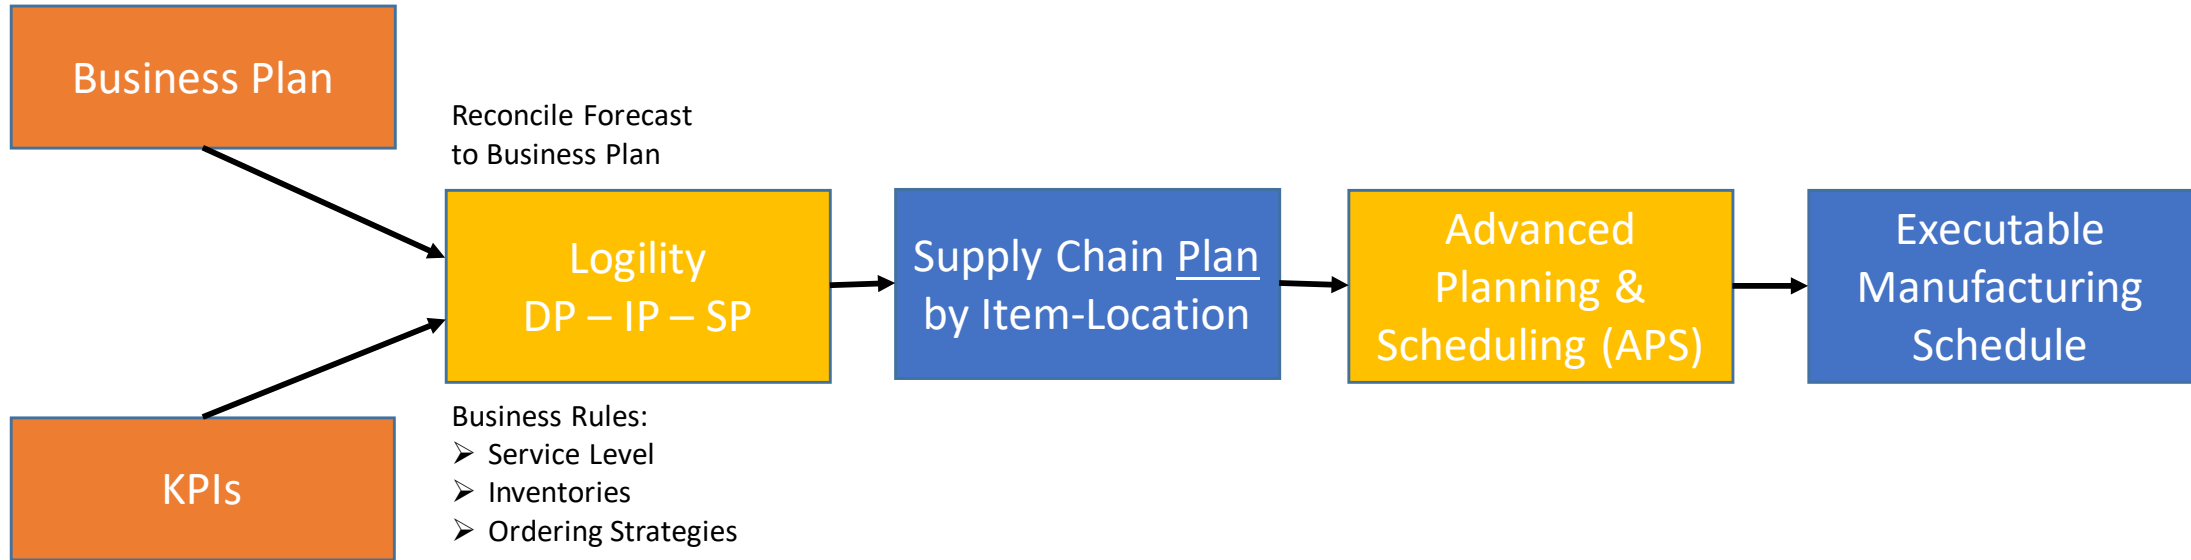 Business Plan
Reconcile Forecast
to Business Plan
Logility
DP – IP – SP
Supply Chain Plan
by Item-Location
Advanced
Planning &
Scheduling (APS)
Executable
Manufacturing
Schedule
KPIs
Business Rules:
➢ Service Level
➢ Inventories
➢ Ordering Strategies